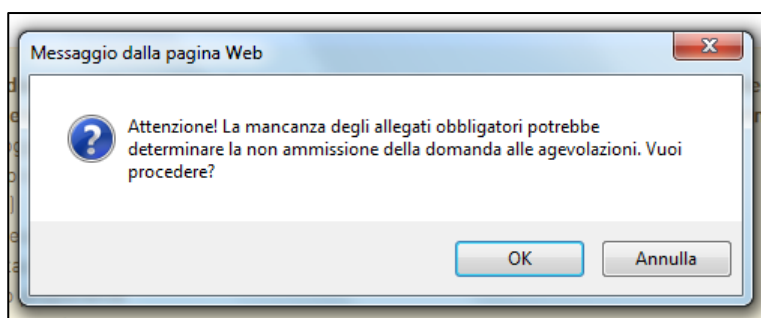 Messaggio dalla pagina Web
Attenzione! La mancanza degli allegati obbligatori potrebbe
determinare la non ammissione della domanda alle agevolazioni. Vuoi
procedere?
OK
Annulla